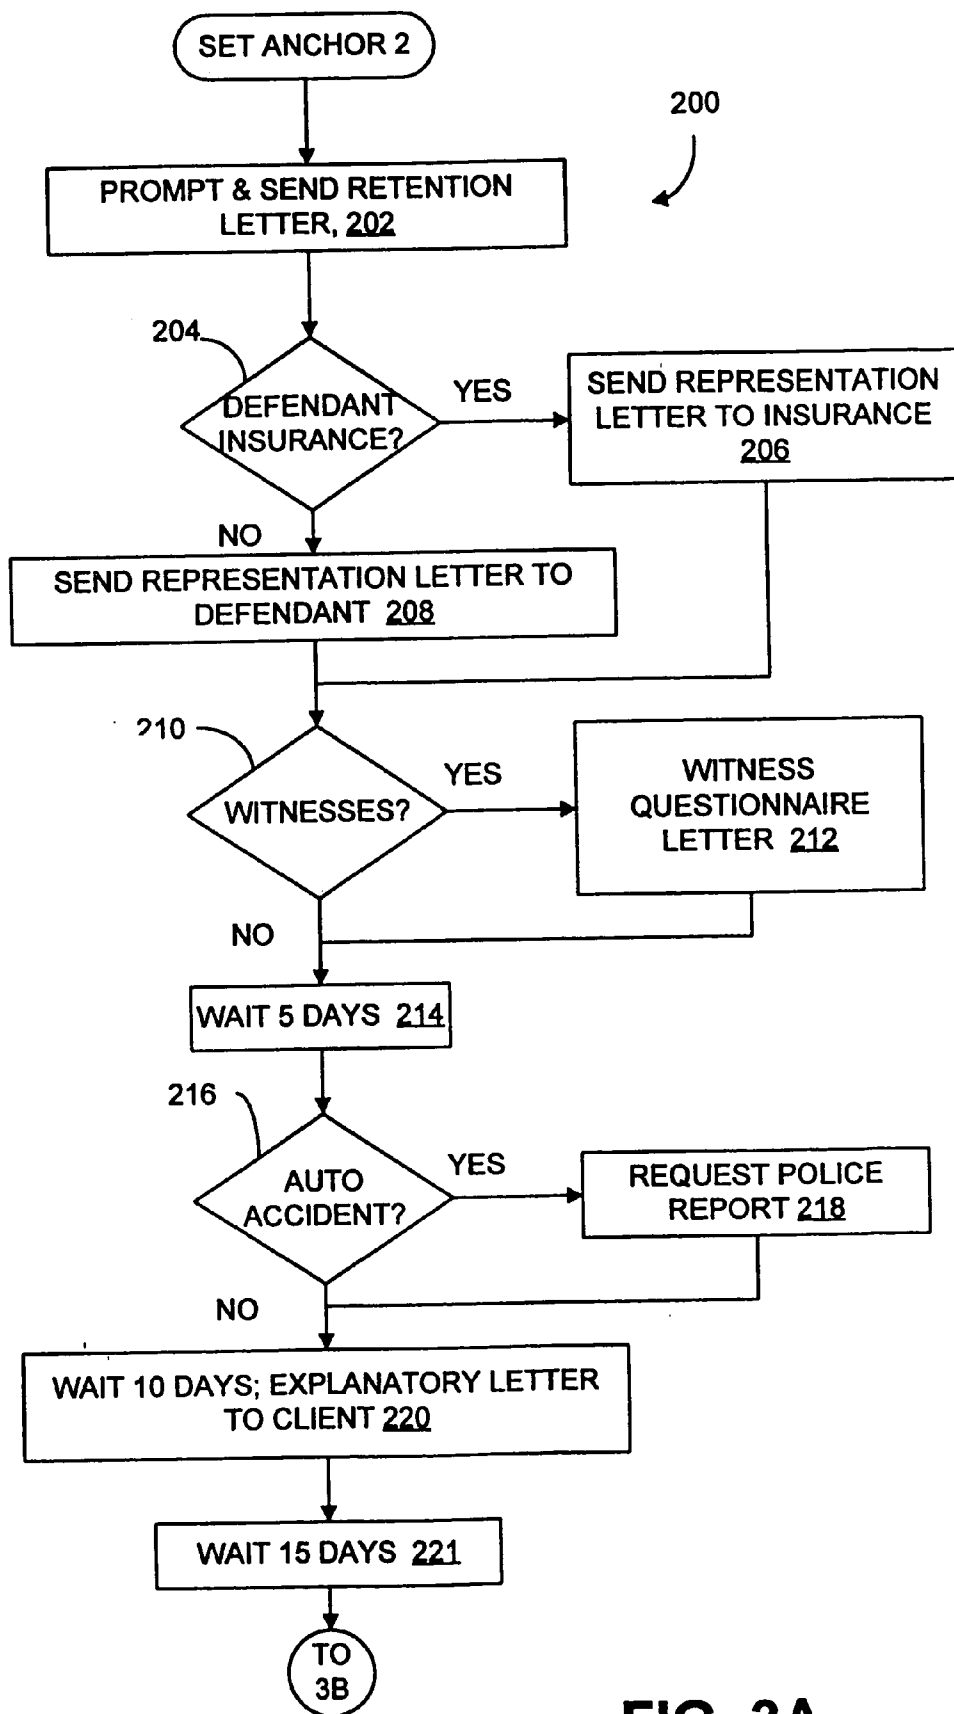 SET ANCHOR 2
200
PROMPT & SEND RETENTION
LETTER, 202
204
DEFENDANT
INSURANCE?
YES
SEND REPRESENTATION
LETTER TO INSURANCE
206
NO
SEND REPRESENTATION LETTER TO
DEFENDANT 208
210
WITNESSES?
YES
WITNESS
QUESTIONNAIRE
LETTER 212
NO
WAIT 5 DAYS 214
216
AUTO
ACCIDENT?
YES
REQUEST POLICE
REPORT 218
NO
WAIT 10 DAYS; EXPLANATORY LETTER
TO CLIENT 220
WAIT 15 DAYS 221
TO
3B
FIG. 3A